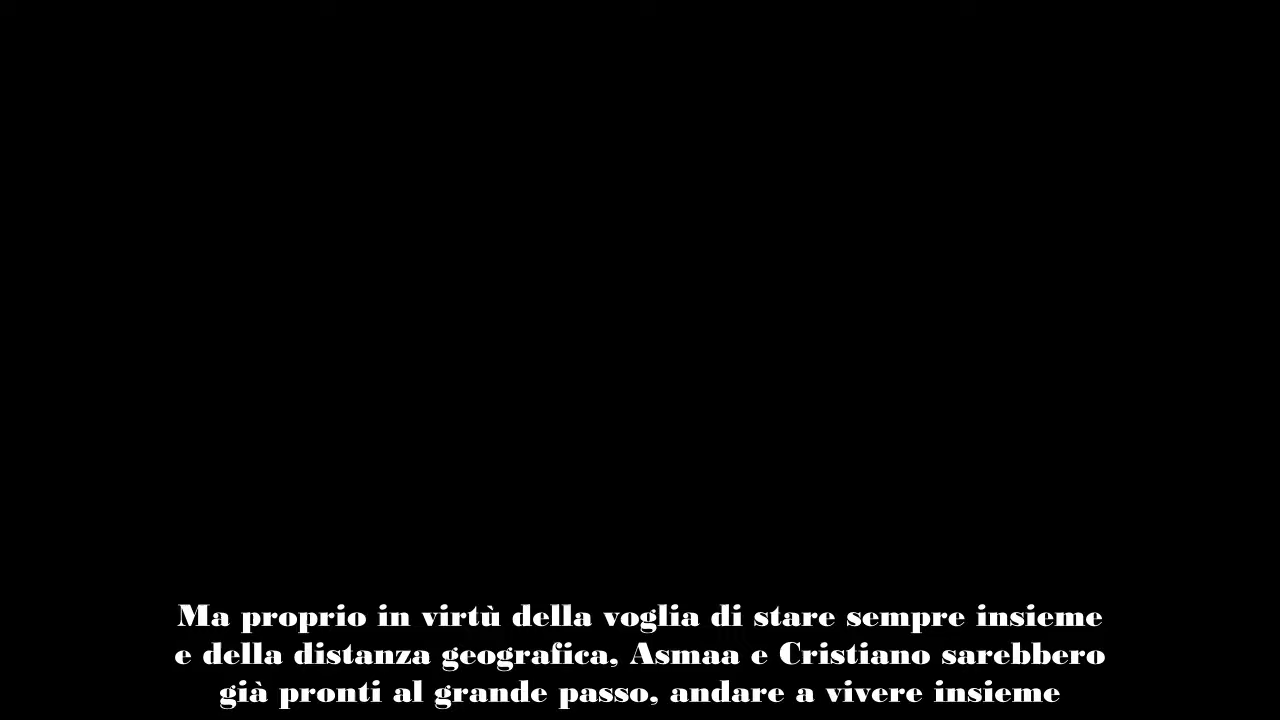 Ma proprio in virtù della voglia di stare sempre insieme
e della distanza geografica, Asmaa e Cristiano sarebbero
già pronti al grande passo, andare a vivere insieme